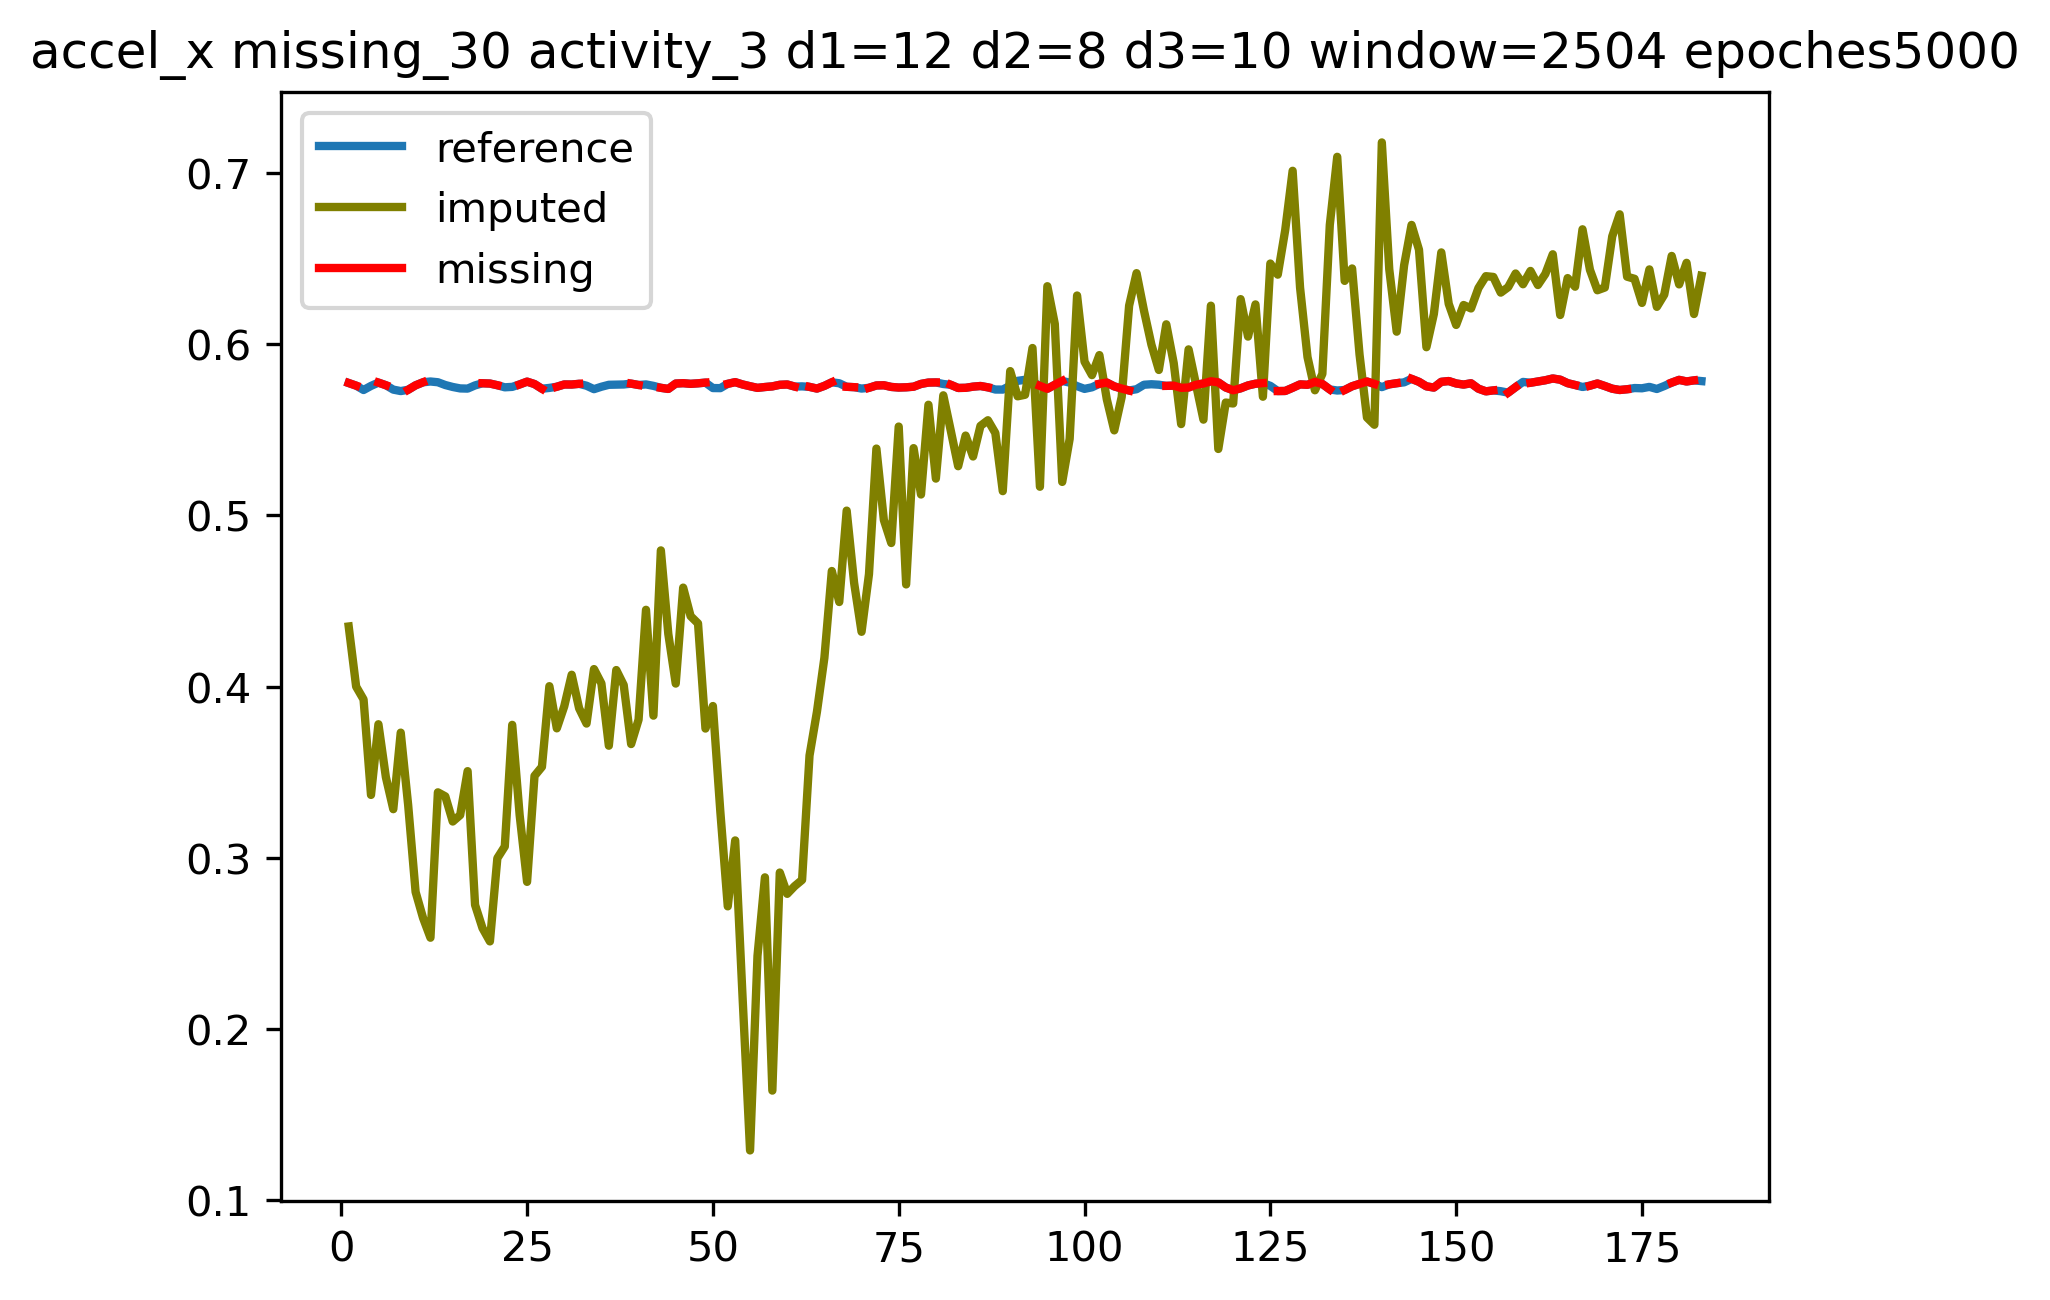 accel_x missing_30 activity_3 d1=12 d2=8 d3=10 window=2504 epoches5000
reference
imputed
missing
0.7
0.6
0.5
0.4
0.3
0.2
0.1
0 25 50 75 100 125 150 175